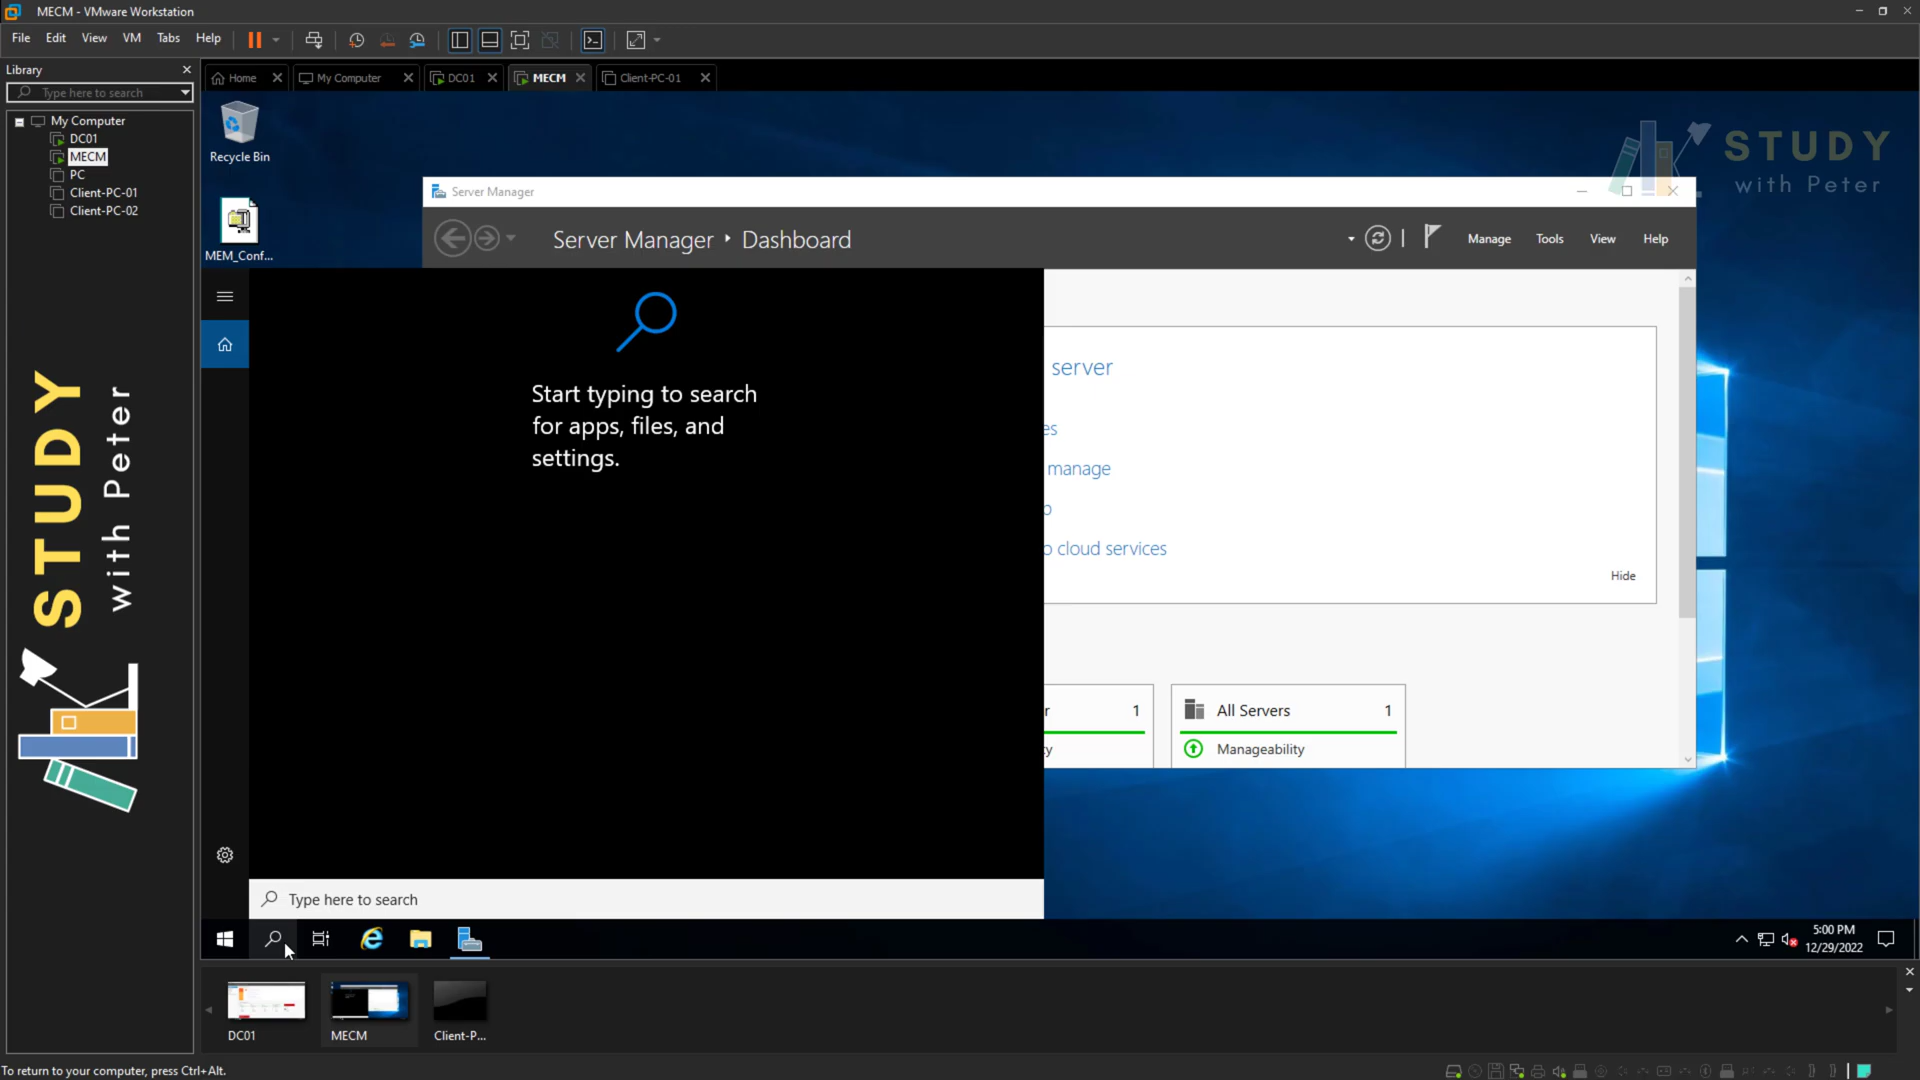 MECM - VMware Workstation
File Edit View VM Tabs Help
Library
Type here to search
Home
My Computer
DC01
MECM
Client-PC-01
My Computer
DC01
MECM
PC
Client-PC-01
Client-PC-02
STUDY
with Peter
Recycle Bin
MEM_Conf...
STUDY
with Peter
Server Manager
Server Manager Dashboard
Manage Tools View Help
Start typing to search
for apps, files, and
settings.
server
es
manage
o
o cloud services
Hide
r 1
y
All Servers 1
Manageability
Type here to search
5:00 PM
12/29/2022
DC01
MECM
Client-P...
To return to your computer, press Ctrl+Alt.